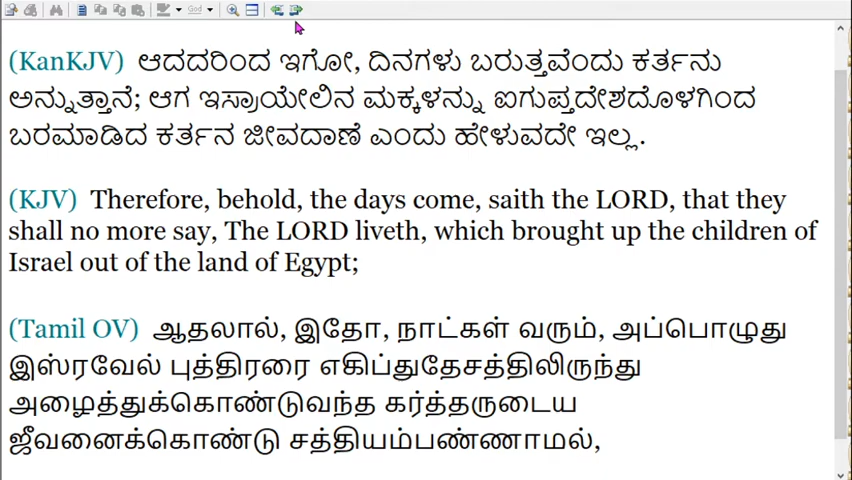 God
(KanKJV) ಆದದರಿಂದ ಇಗೋ, ದಿನಗಳು ಬರುತ್ತವೆಂದು ಕರ್ತನು
ಅನ್ನುತ್ತಾನೆ; ಆಗ ಇಸ್ರಾಯೇಲಿನ ಮಕ್ಕಳನ್ನು ಐಗುಪ್ತದೇಶದೊಳಗಿಂದ
ಬರಮಾಡಿದ ಕರ್ತನ ಜೀವದಾಣೆ ಎಂದು ಹೇಳುವದೇ ಇಲ್ಲ.
(KJV) Therefore, behold, the days come, saith the LORD, that they
shall no more say, The LORD liveth, which brought up the children of
Israel out of the land of Egypt;
(Tamil OV) ஆதலால், இதோ, நாட்கள் வரும், அப்பொழுது
இஸ்ரவேல் புத்திரரை எகிப்துதேசத்திலிருந்து
அழைத்துக்கொண்டுவந்த கர்த்தருடைய
ஜீவனைக்கொண்டு சத்தியம்பண்ணாமல்,